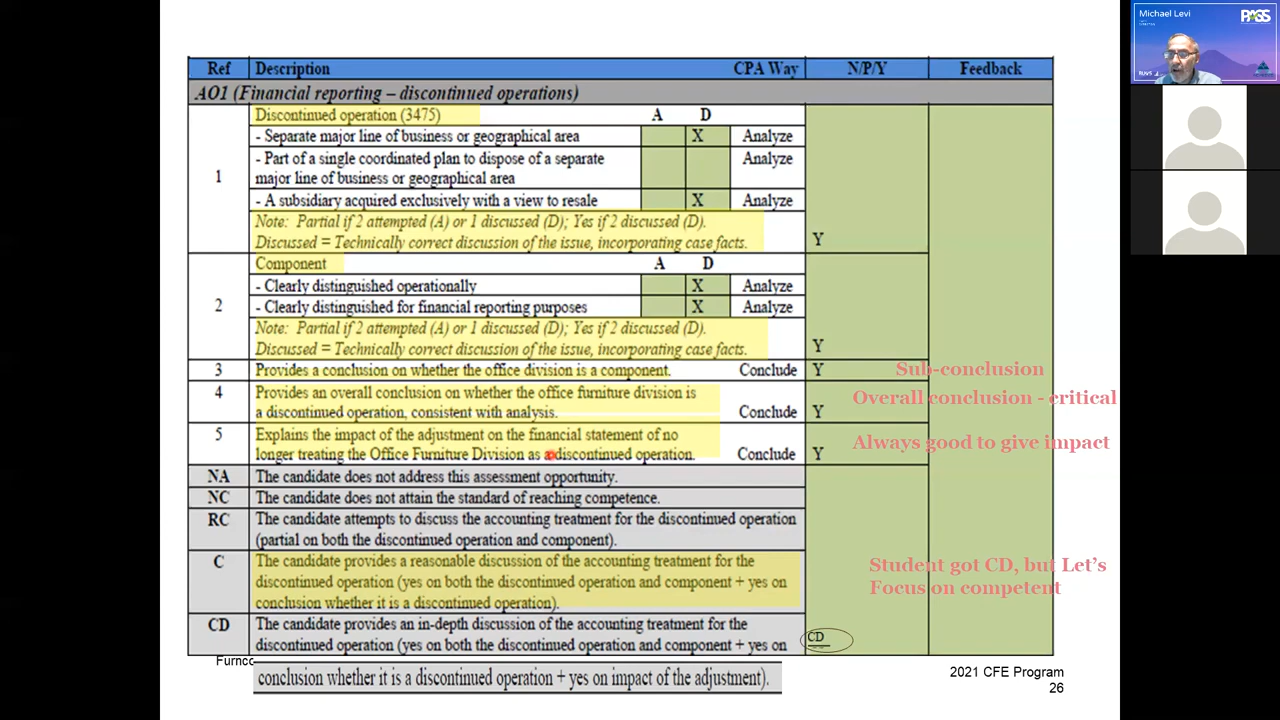 Ref Description CPA Way N/P/Y Feedback
AO1 (Financial reporting – discontinued operations)
Discontinued operation (3475) A D
- Separate major line of business or geographical area X Analyze
1 - Part of a single coordinated plan to dispose of a separate Analyze
major line of business or geographical area
- A subsidiary acquired exclusively with a view to resale X Analyze
Note: Partial if 2 attempted (A) or 1 discussed (D); Yes if 2 discussed (D).
Discussed = Technically correct discussion of the issue, incorporating case facts. Y
Component A D
- Clearly distinguished operationally X Analyze
2 - Clearly distinguished for financial reporting purposes X Analyze
Note: Partial if 2 attempted (A) or 1 discussed (D); Yes if 2 discussed (D).
Discussed = Technically correct discussion of the issue, incorporating case facts. Y
3 Provides a conclusion on whether the office division is a component. Conclude Y Sub-conclusion
4 Provides an overall conclusion on whether the office furniture division is
a discontinued operation, consistent with analysis. Conclude Y Overall conclusion - critical
5 Explains the impact of the adjustment on the financial statement of no
longer treating the Office Furniture Division as a discontinued operation. Conclude Y Always good to give impact
NA The candidate does not address this assessment opportunity.
NC The candidate does not attain the standard of reaching competence.
RC The candidate attempts to discuss the accounting treatment for the discontinued operation
(partial on both the discontinued operation and component).
C The candidate provides a reasonable discussion of the accounting treatment for the
discontinued operation (yes on both the discontinued operation and component + yes on
conclusion whether it is a discontinued operation).
Student got CD, but Let's
Focus on competent
CD The candidate provides an in-depth discussion of the accounting treatment for the
discontinued operation (yes on both the discontinued operation and component + yes on CD
conclusion whether it is a discontinued operation + yes on impact of the adjustment).
Furnco
2021 CFE Program
26
Michael Levi
PASS